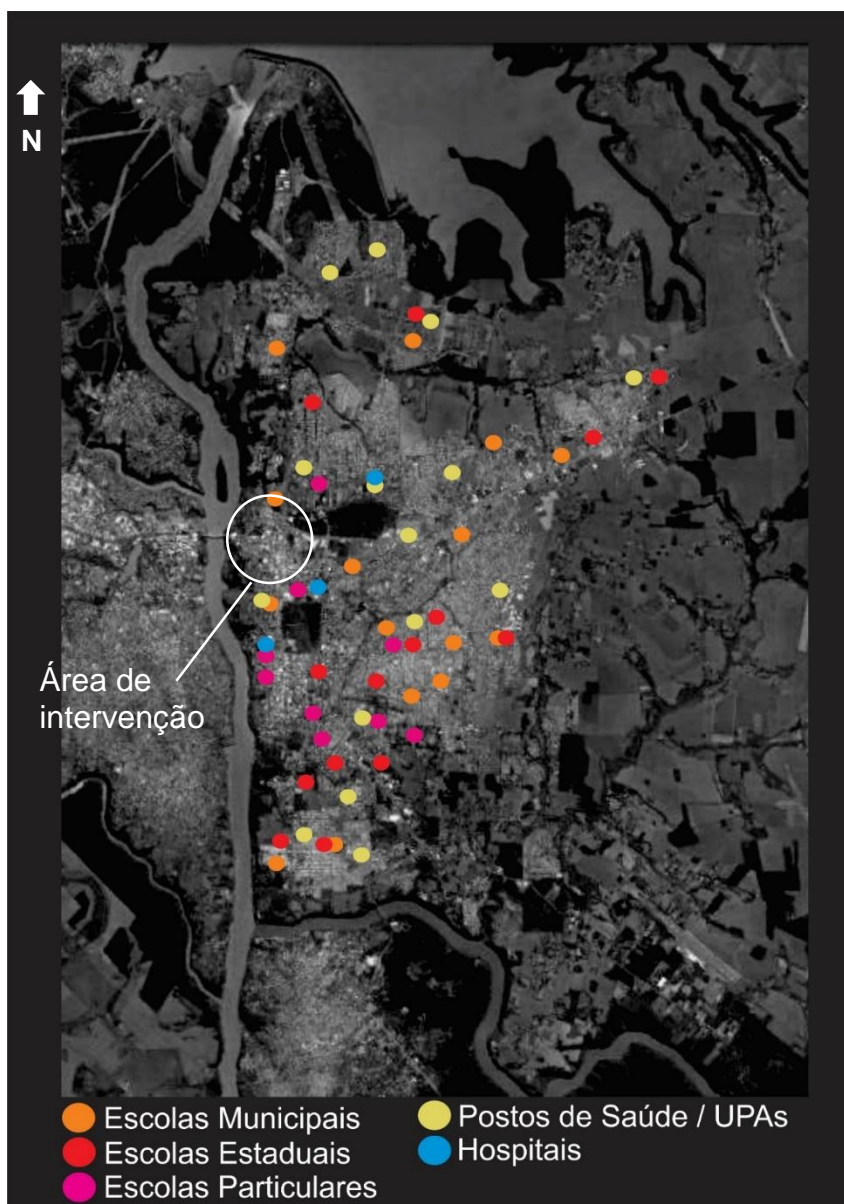 N
Área de
intervenção
Escolas Municipais
Escolas Estaduais
Escolas Particulares
Postos de Saúde / UPAs
Hospitais